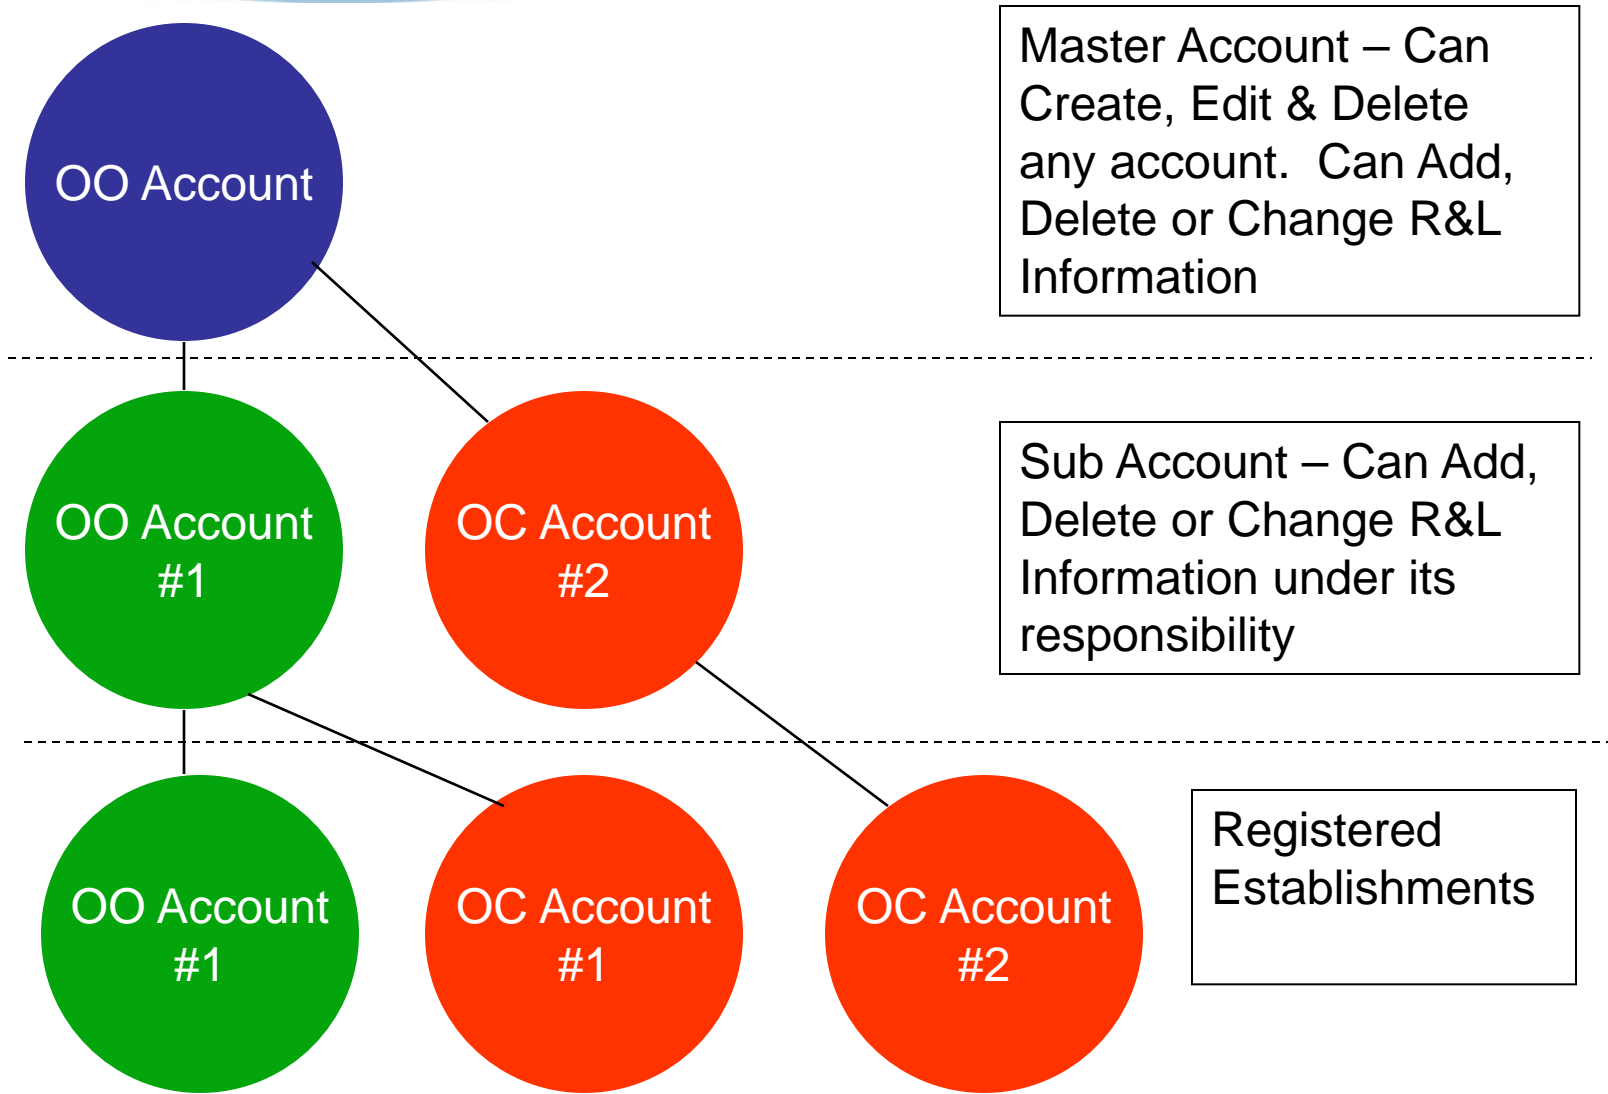 OO Account
Master Account – Can
Create, Edit & Delete
any account.  Can Add,
Delete or Change R&L
Information
OO Account
#1
OC Account
#2
Sub Account – Can Add,
Delete or Change R&L
Information under its
responsibility
OO Account
#1
OC Account
#1
OC Account
#2
Registered
Establishments